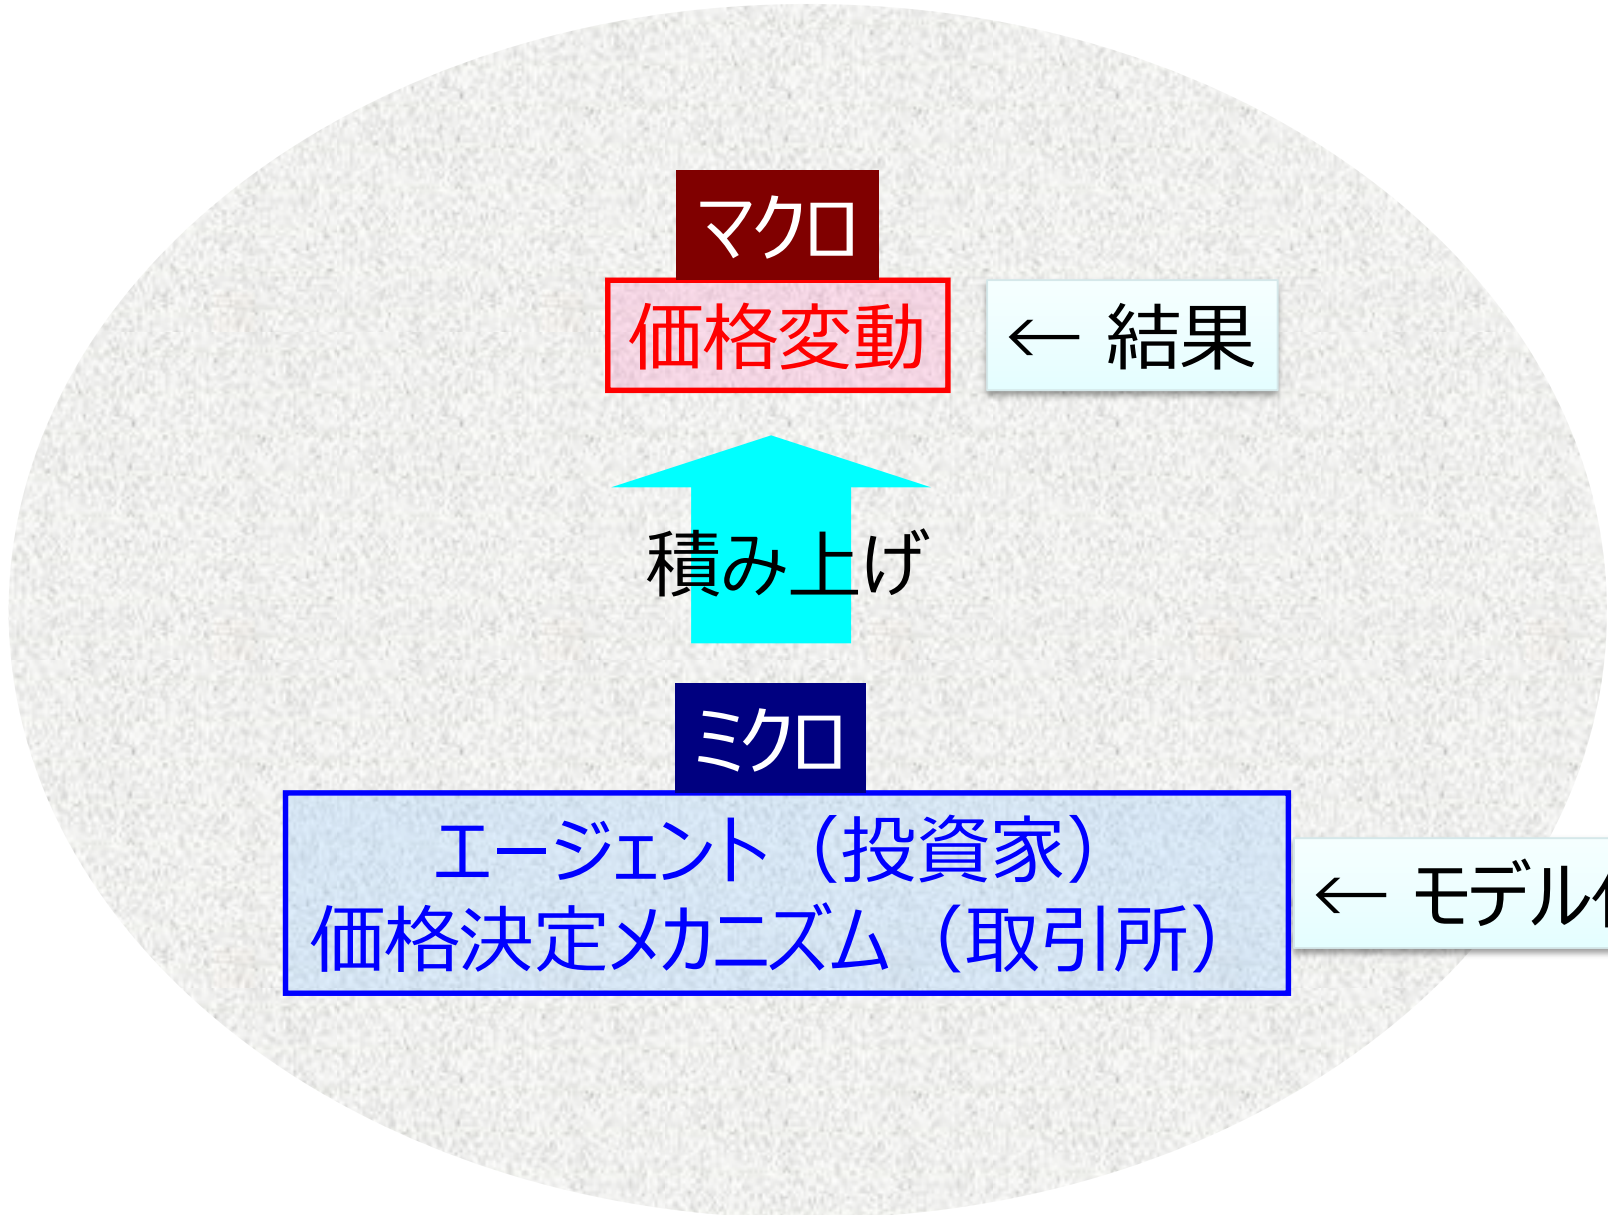 マクロ
価格変動
← 結果
積み上げ
ミクロ
エージェント（投資家）
価格決定メカニズム（取引所）
← モデル